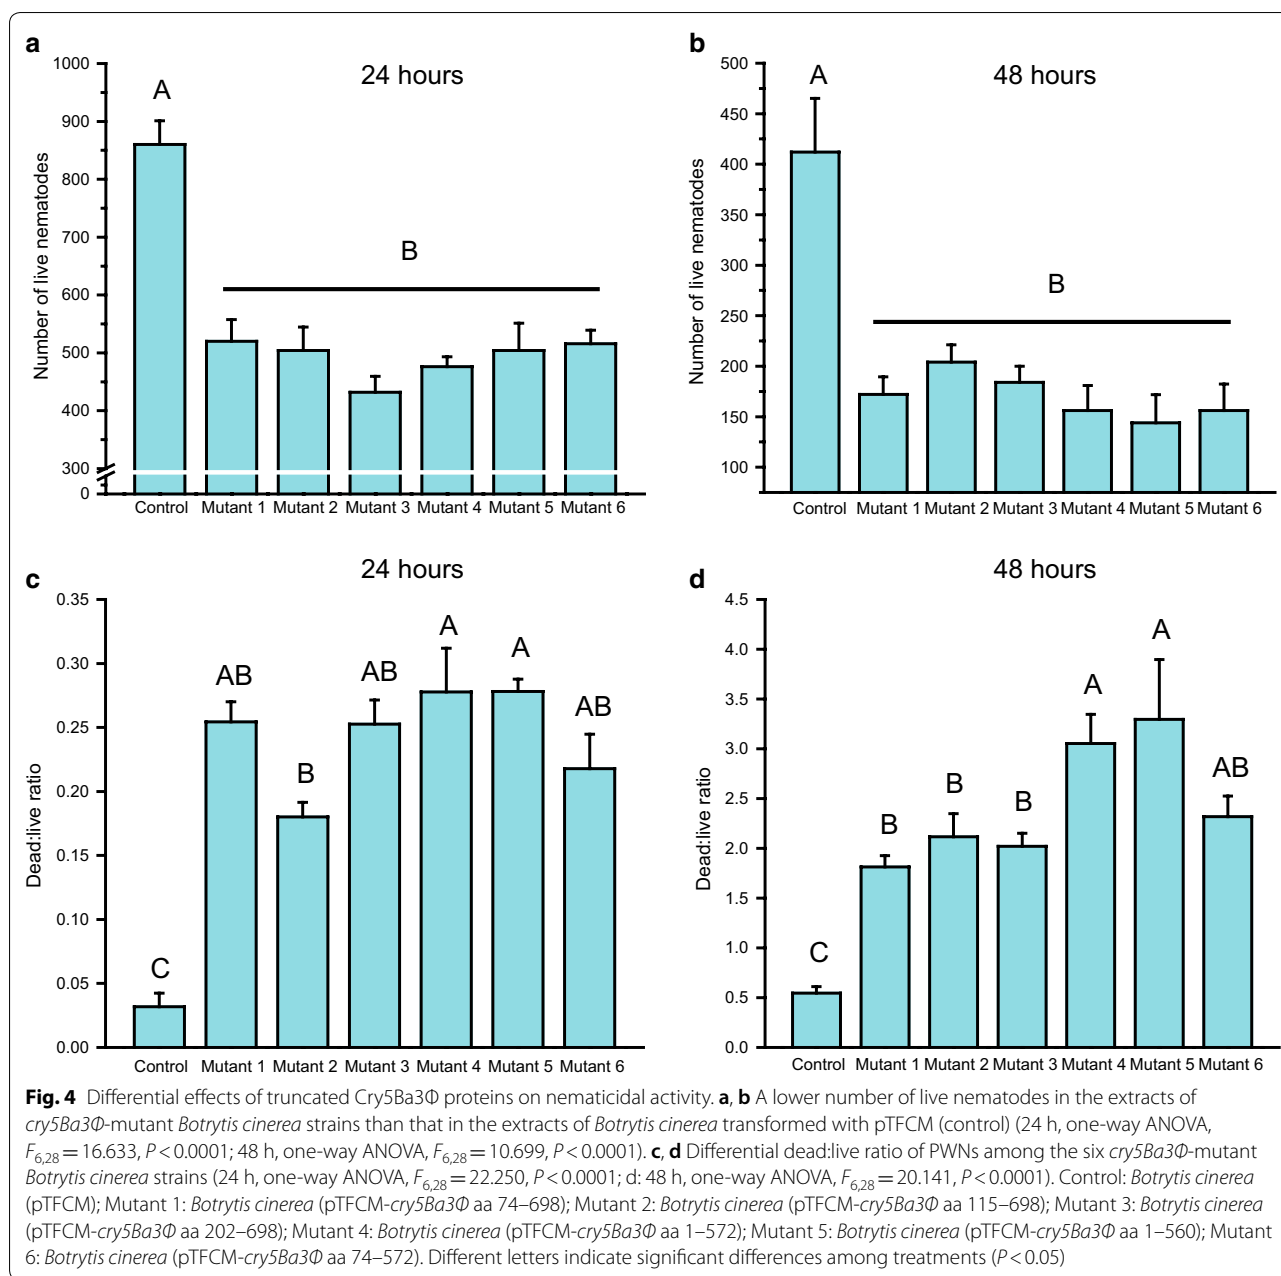 a
24 hours
A
B
Number of live nematodes
1000
900
800
700
600
500
400
300
0
Control Mutant 1 Mutant 2 Mutant 3 Mutant 4 Mutant 5 Mutant 6
b
48 hours
A
B
Number of live nematodes
500
450
400
350
300
250
200
150
100
Control Mutant 1 Mutant 2 Mutant 3 Mutant 4 Mutant 5 Mutant 6
c
24 hours
C
AB
B
AB
A
A
AB
Dead:live ratio
0.35
0.30
0.25
0.20
0.15
0.10
0.05
0.00
Control Mutant 1 Mutant 2 Mutant 3 Mutant 4 Mutant 5 Mutant 6
d
48 hours
C
B
B
B
A
A
AB
Dead:live ratio
4.5
4.0
3.5
3.0
2.5
2.0
1.5
1.0
0.5
0.0
Control Mutant 1 Mutant 2 Mutant 3 Mutant 4 Mutant 5 Mutant 6
Fig. 4 Differential effects of truncated Cry5Ba3Φ proteins on nematicidal activity. a, b A lower number of live nematodes in the extracts of
cry5Ba3Φ-mutant Botrytis cinerea strains than that in the extracts of Botrytis cinerea transformed with pTFCM (control) (24 h, one-way ANOVA,
F6,28 = 16.633, P < 0.0001; 48 h, one-way ANOVA, F6,28 = 10.699, P < 0.0001). c, d Differential dead:live ratio of PWNs among the six cry5Ba3Φ-mutant
Botrytis cinerea strains (24 h, one-way ANOVA, F6,28 = 22.250, P < 0.0001; d: 48 h, one-way ANOVA, F6,28 = 20.141, P < 0.0001). Control: Botrytis cinerea
(pTFCM); Mutant 1: Botrytis cinerea (pTFCM-cry5Ba3Φ aa 74–698); Mutant 2: Botrytis cinerea (pTFCM-cry5Ba3Φ aa 115–698); Mutant 3: Botrytis cinerea
(pTFCM-cry5Ba3Φ aa 202–698); Mutant 4: Botrytis cinerea (pTFCM-cry5Ba3Φ aa 1–572); Mutant 5: Botrytis cinerea (pTFCM-cry5Ba3Φ aa 1–560); Mutant
6: Botrytis cinerea (pTFCM-cry5Ba3Φ aa 74–572). Different letters indicate significant differences among treatments (P < 0.05)